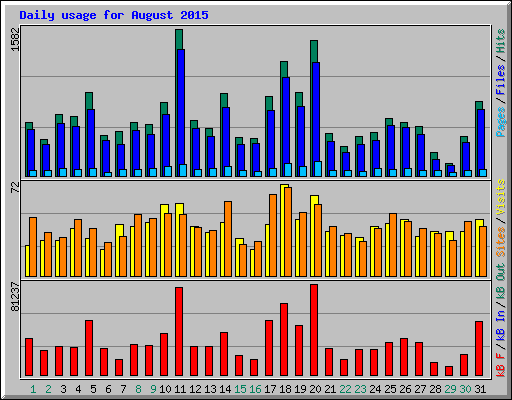 Daily usage for August 2015
1582
Pages / Files / Hits
72
Sites / Visits
81237
kB F / kB In / kB Out
1 2 3 4 5 6 7 8 9 10 11 12 13 14 15 16 17 18 19 20 21 22 23 24 25 26 27 28 29 30 31